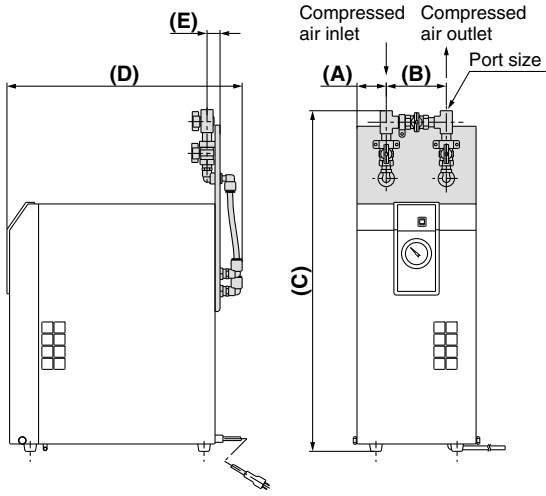 Compressed
air inlet
Compressed
air outlet
(E)
(D)
(A)
(B)
Port size
(C)